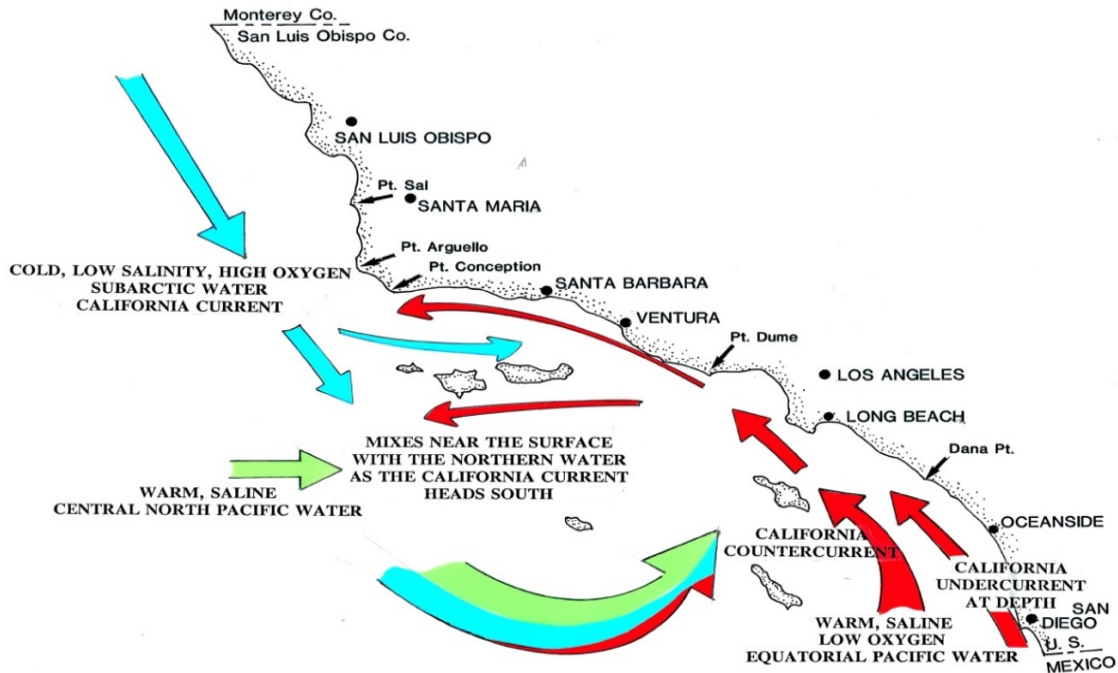 Monterey Co.
San Luis Obispo Co.
SAN LUIS OBISPO
Pt. Sal
SANTA MARIA
Pt. Arguello
Pt. Conception
COLD, LOW SALINITY, HIGH OXYGEN
SUBARCTIC WATER
CALIFORNIA CURRENT
SANTA BARBARA
VENTURA
Pt. Dume
LOS ANGELES
LONG BEACH
Dana Pt.
MIXES NEAR THE SURFACE
WITH THE NORTHERN WATER
AS THE CALIFORNIA CURRENT
HEADS SOUTH
WARM, SALINE
CENTRAL NORTH PACIFIC WATER
OCEANSIDE
CALIFORNIA
COUNTERCURRENT
CALIFORNIA
UNDERCURRENT
AT DEPTH
SAN
DIEGO
WARM, SALINE
LOW OXYGEN
EQUATORIAL PACIFIC WATER
U. S.
MEXICO